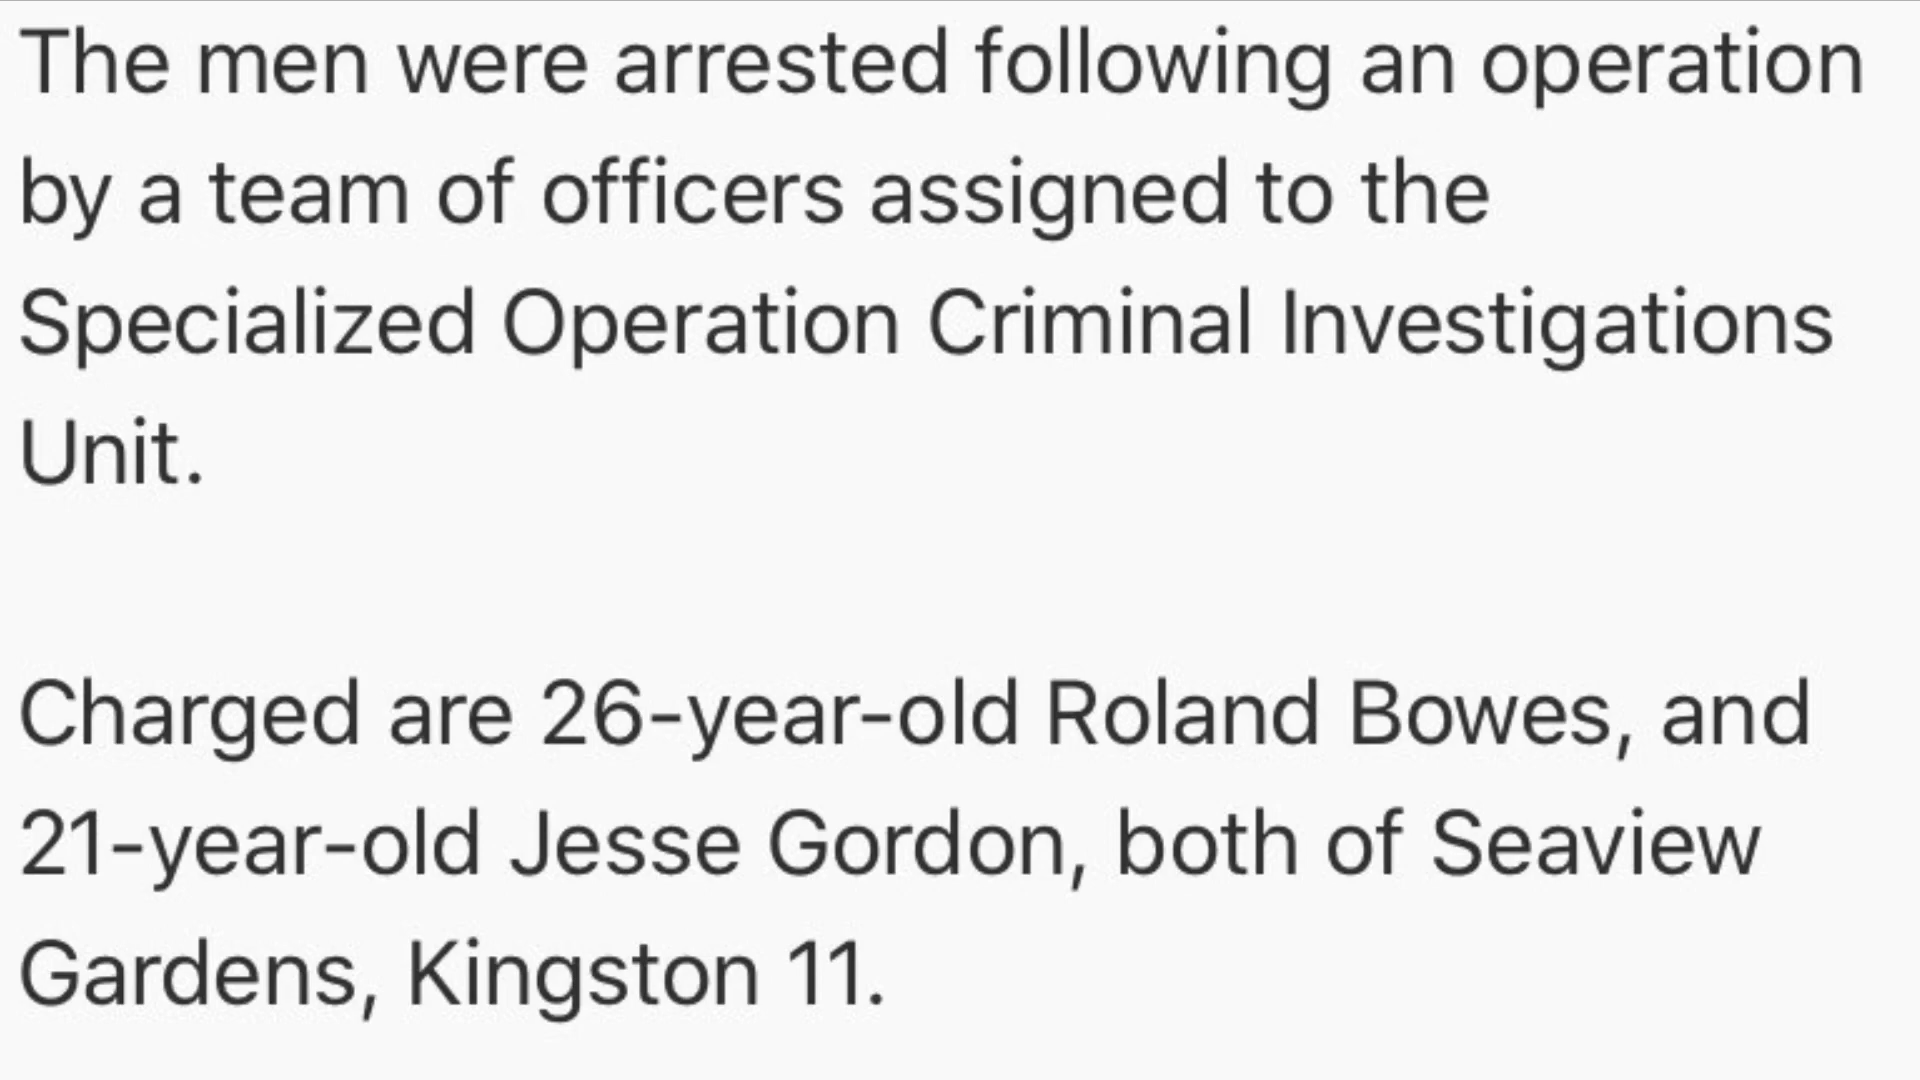 The men were arrested following an operation
by a team of officers assigned to the
Specialized Operation Criminal Investigations
Unit.
Charged are 26-year-old Roland Bowes, and
21-year-old Jesse Gordon, both of Seaview
Gardens, Kingston 11.